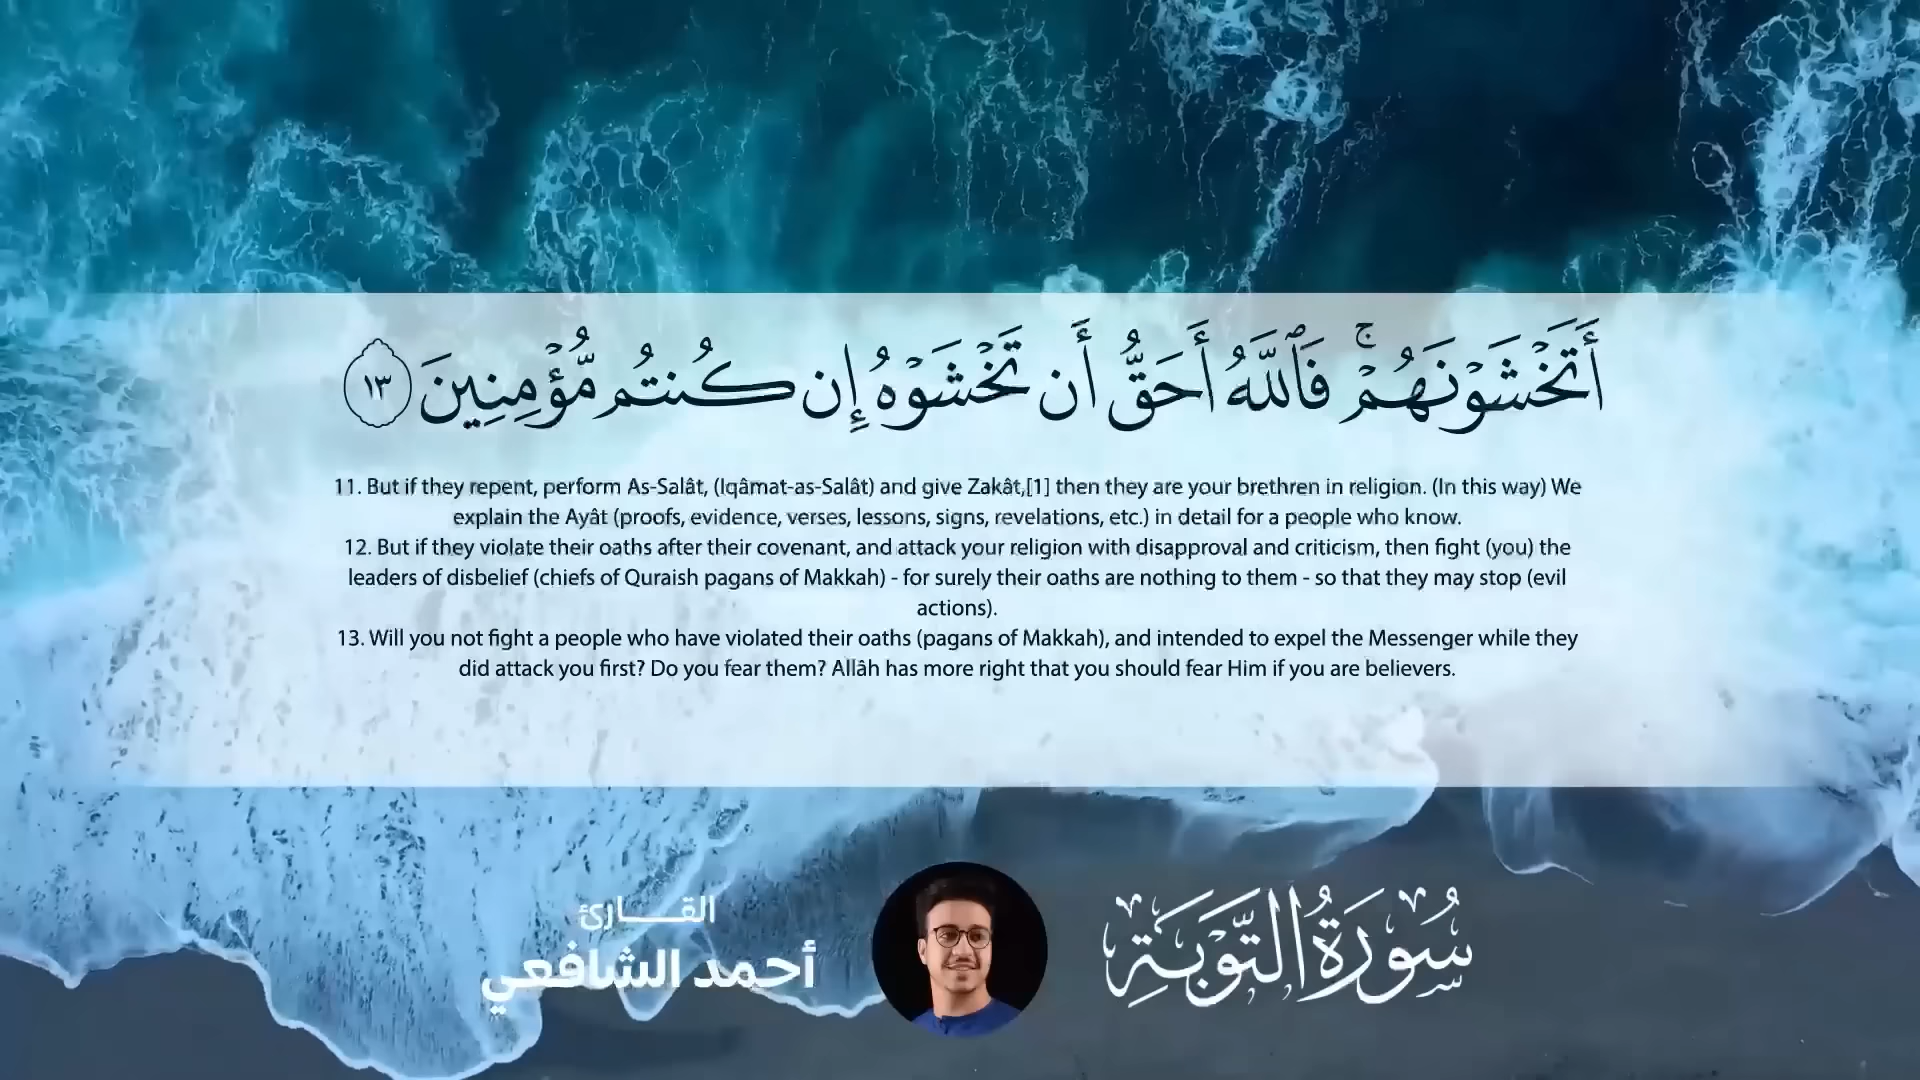 أَتَخْشَوْنَهُمْ ۚ فَٱللَّهُ أَحَقُّ أَن تَخْشَوْهُ إِن كُنتُم مُّؤْمِنِينَ ١٣
11. But if they repent, perform As-Salât, (Iqâmat-as-Salât) and give Zakât,[1] then they are your brethren in religion. (In this way) We
explain the Ayât (proofs, evidence, verses, lessons, signs, revelations, etc.) in detail for a people who know.
12. But if they violate their oaths after their covenant, and attack your religion with disapproval and criticism, then fight (you) the
leaders of disbelief (chiefs of Quraish pagans of Makkah) - for surely their oaths are nothing to them - so that they may stop (evil
actions).
13. Will you not fight a people who have violated their oaths (pagans of Makkah), and intended to expel the Messenger while they
did attack you first? Do you fear them? Allâh has more right that you should fear Him if you are believers.
سُورَةُ التَّوْبَةِ
القـــارئ
أحمد الشافعي